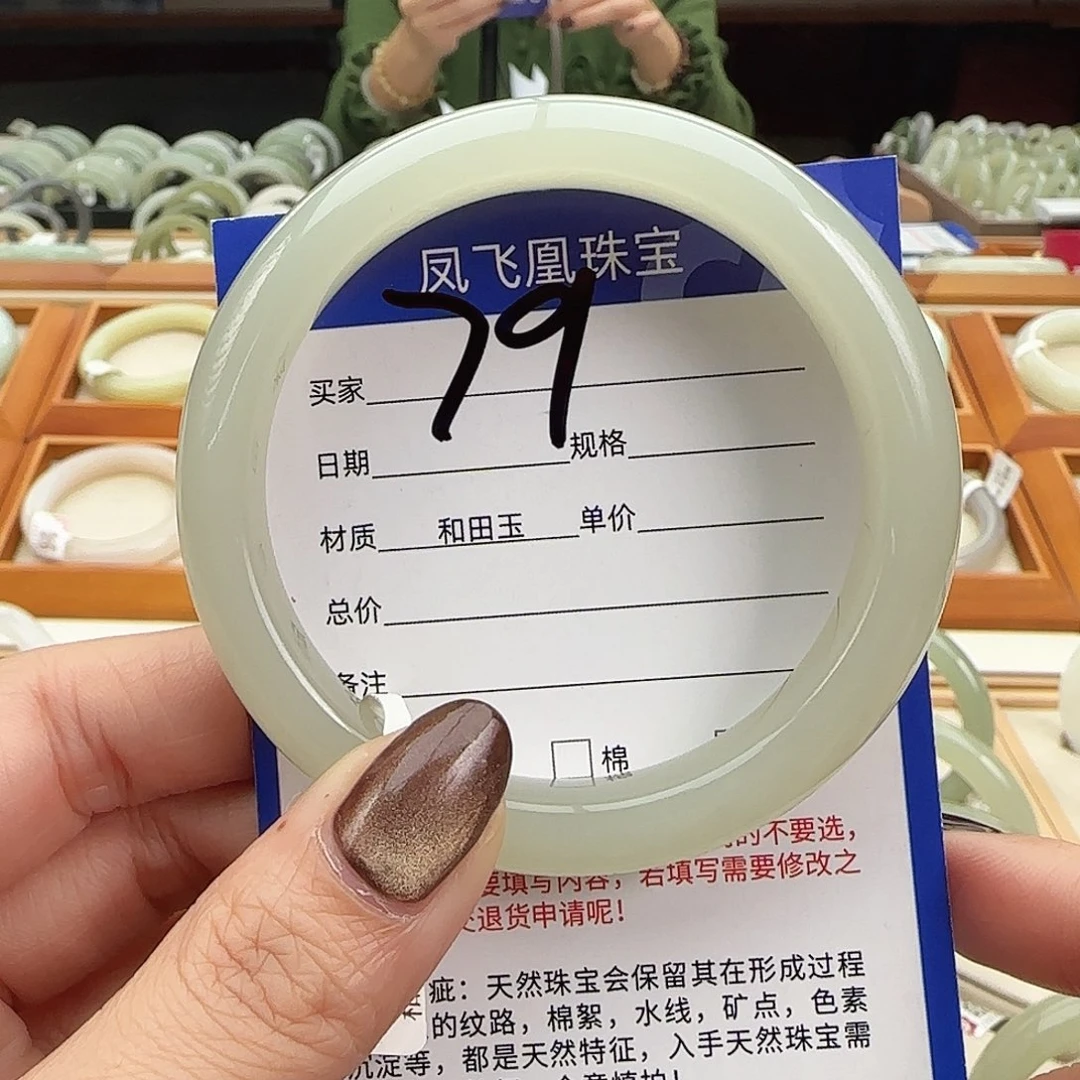 凤飞凰珠宝
79
买家
日期 规格
材质 和田玉 单价
总价
备注
棉
的不要选，
要填写内容，若填写需要修改之
退货申请呢！
疵：天然珠宝会保留其在形成过程
的纹路，棉絮，水线，矿点，色素
沉淀等，都是天然特征，入手天然珠宝需